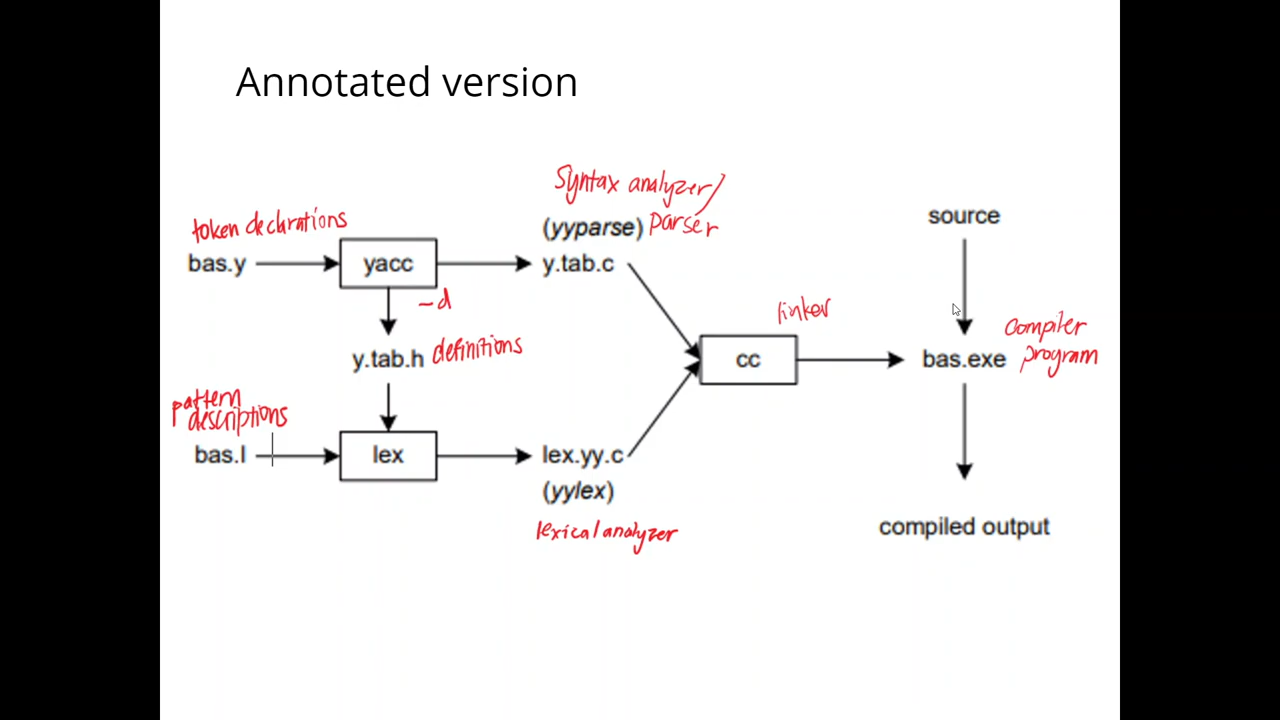 Annotated version
Syntax analyzer/
token declarations
(yyparse) parser
source
bas.y
yacc
y.tab.c
-d
linker
y.tab.h
definitions
cc
bas.exe
compiler
program
pattern
descriptions
bas.l
lex
lex.yy.c
(yylex)
lexical analyzer
compiled output